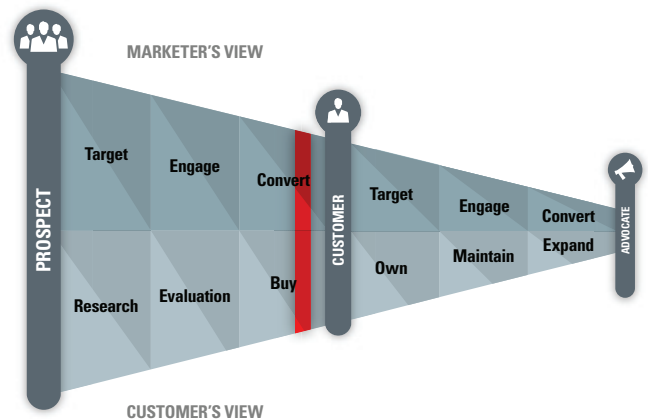 MARKETER'S VIEW
PROSPECT
Target
Engage
Convert
CUSTOMER
Target
Engage
Convert
ADVOCATE
Research
Evaluation
Buy
Own
Maintain
Expand
CUSTOMER'S VIEW